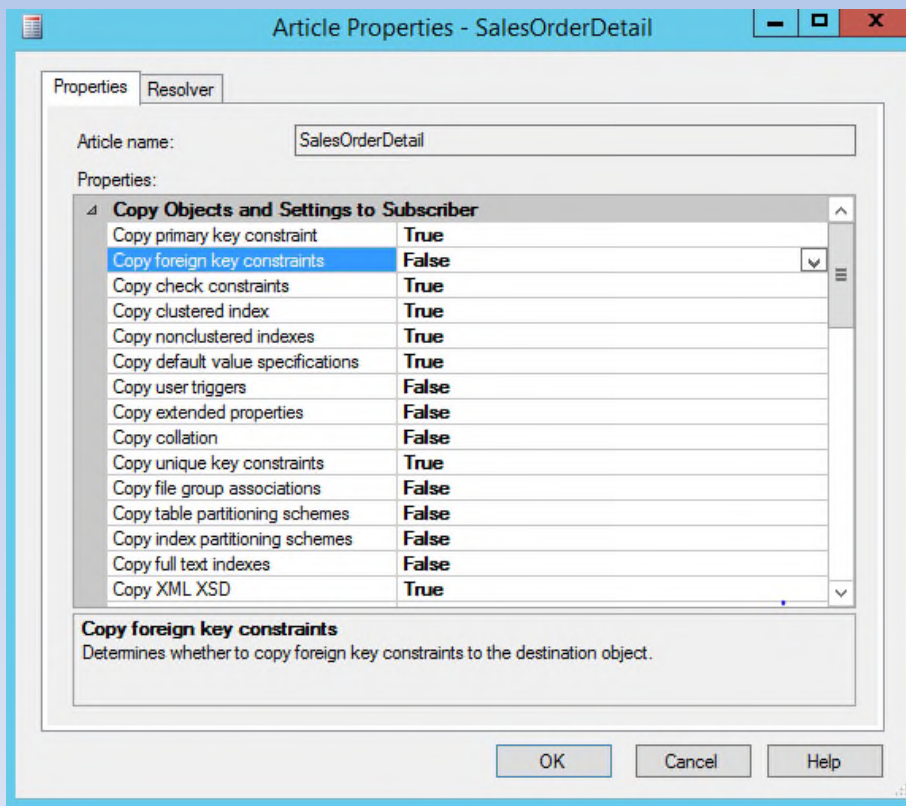 Article Properties - SalesOrderDetail
Properties
Resolver
Article name: SalesOrderDetail
Properties:
Copy Objects and Settings to Subscriber
Copy primary key constraint True
Copy foreign key constraints False
Copy check constraints True
Copy clustered index True
Copy nonclustered indexes True
Copy default value specifications True
Copy user triggers False
Copy extended properties False
Copy collation False
Copy unique key constraints True
Copy file group associations False
Copy table partitioning schemes False
Copy index partitioning schemes False
Copy full text indexes False
Copy XML XSD True
Copy foreign key constraints
Determines whether to copy foreign key constraints to the destination object.
OK Cancel Help